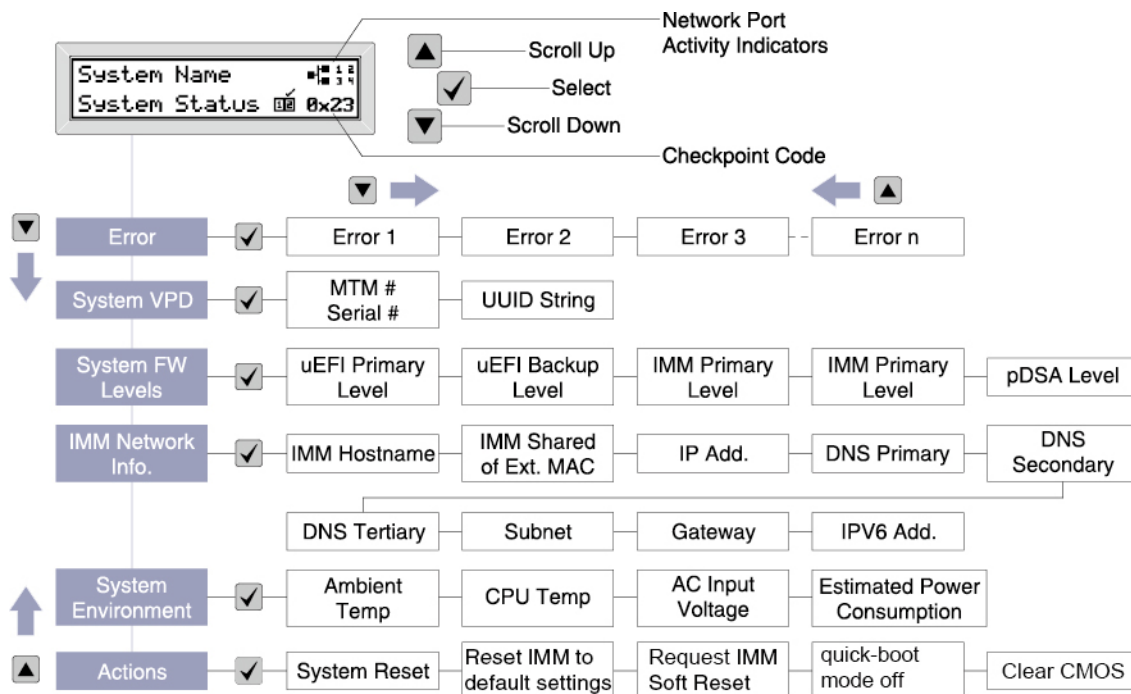 Network Port
Activity Indicators
System Name
1 2
3 4
System Status 12 0x23
Scroll Up
Select
Scroll Down
Checkpoint Code
Error
Error 1
Error 2
Error 3
Error n
System VPD
MTM #
Serial #
UUID String
System FW
Levels
uEFI Primary
Level
uEFI Backup
Level
IMM Primary
Level
IMM Primary
Level
pDSA Level
IMM Network
Info.
IMM Hostname
IMM Shared
of Ext. MAC
IP Add.
DNS Primary
DNS
Secondary
DNS Tertiary
Subnet
Gateway
IPV6 Add.
System
Environment
Ambient
Temp
CPU Temp
AC Input
Voltage
Estimated Power
Consumption
Actions
System Reset
Reset IMM to
default settings
Request IMM
Soft Reset
quick-boot
mode off
Clear CMOS